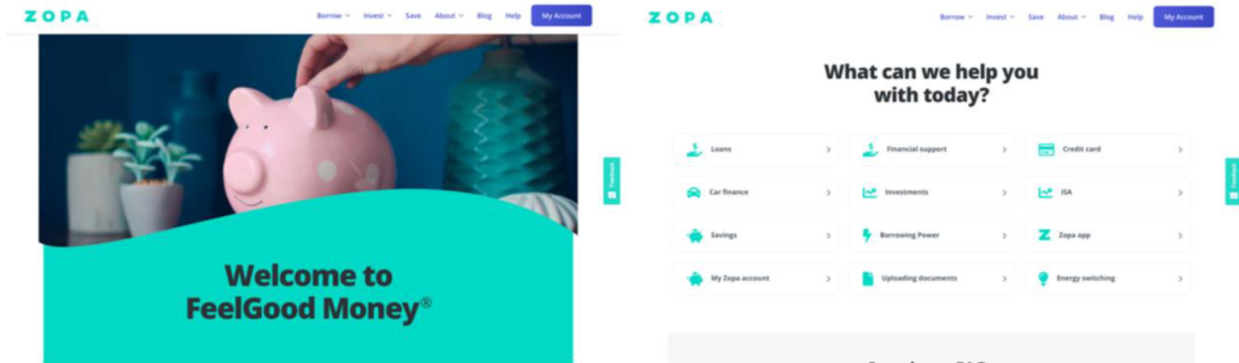 ZOPA
Borrow Invest Save About Blog Help My Account
Feedback
Welcome to
FeelGood Money®
ZOPA
Borrow Invest Save About Blog Help My Account
What can we help you
with today?
Loans Financial support Credit card
Car finance Investments ISA
Savings Borrowing Power Zopa app
My Zopa account Uploading documents Energy switching
Feedback